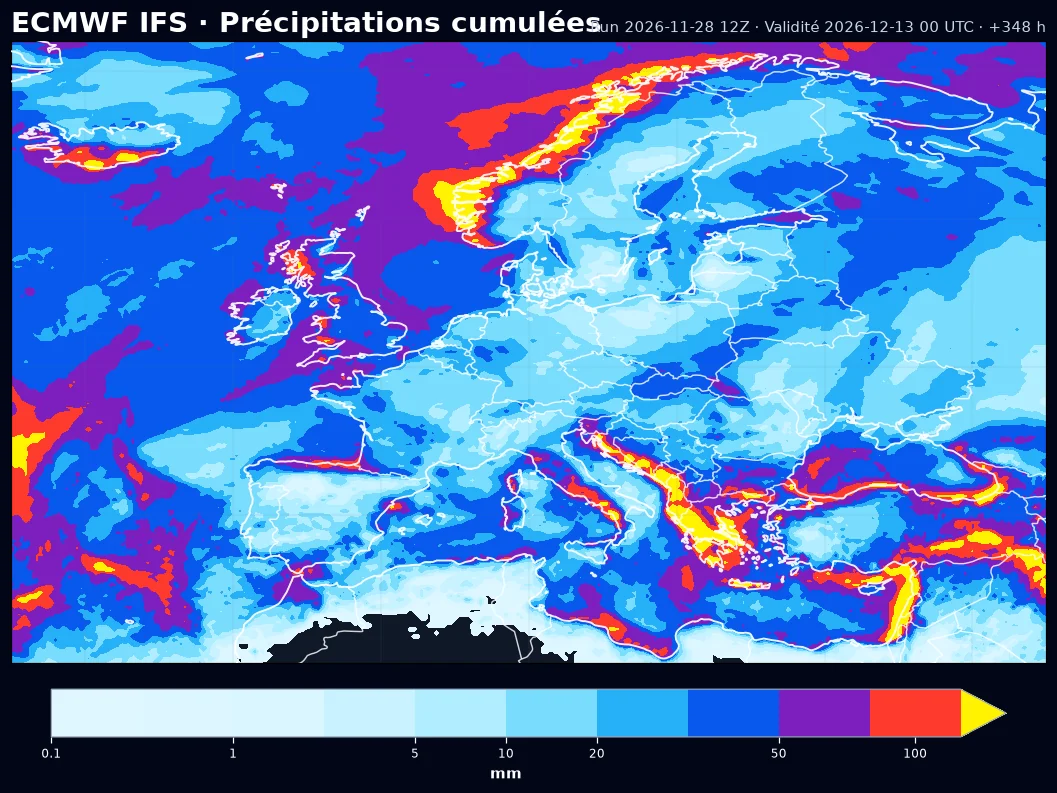 ECMWF IFS · Précipitations cumulées
Run 2026-11-28 12Z · Validité 2026-12-13 00 UTC · +348 h
0.1 1 5 10 20 50 100
mm